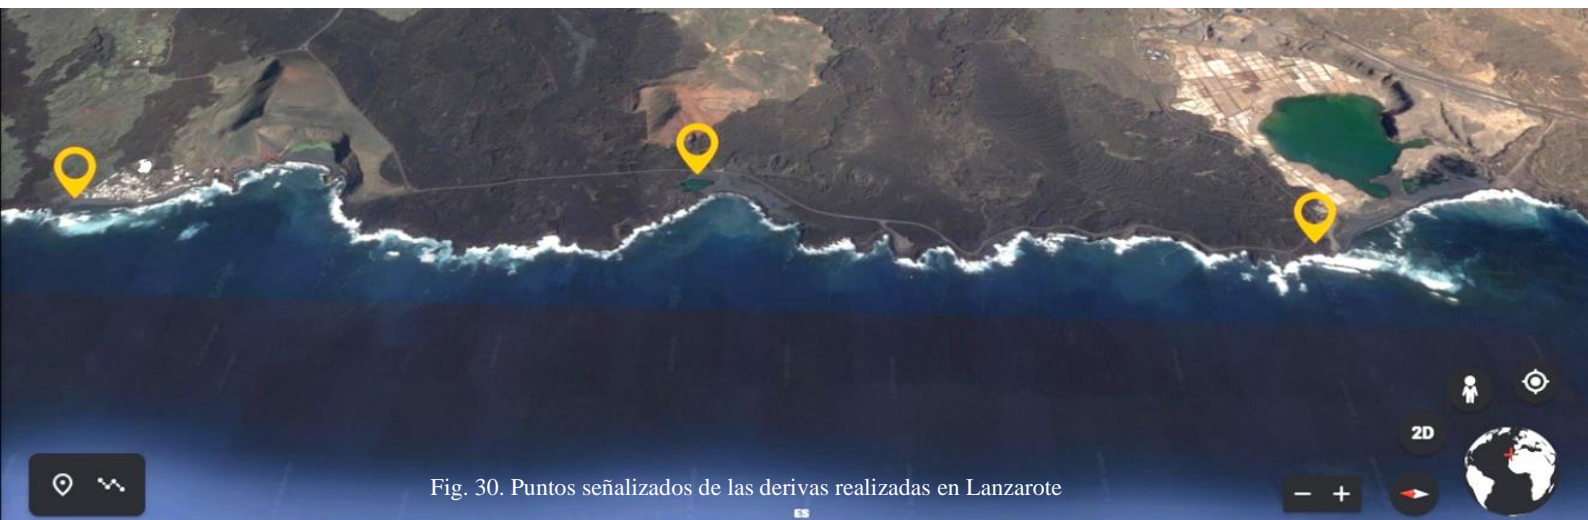 2D
Fig. 30. Puntos señalizados de las derivas realizadas en Lanzarote
ES